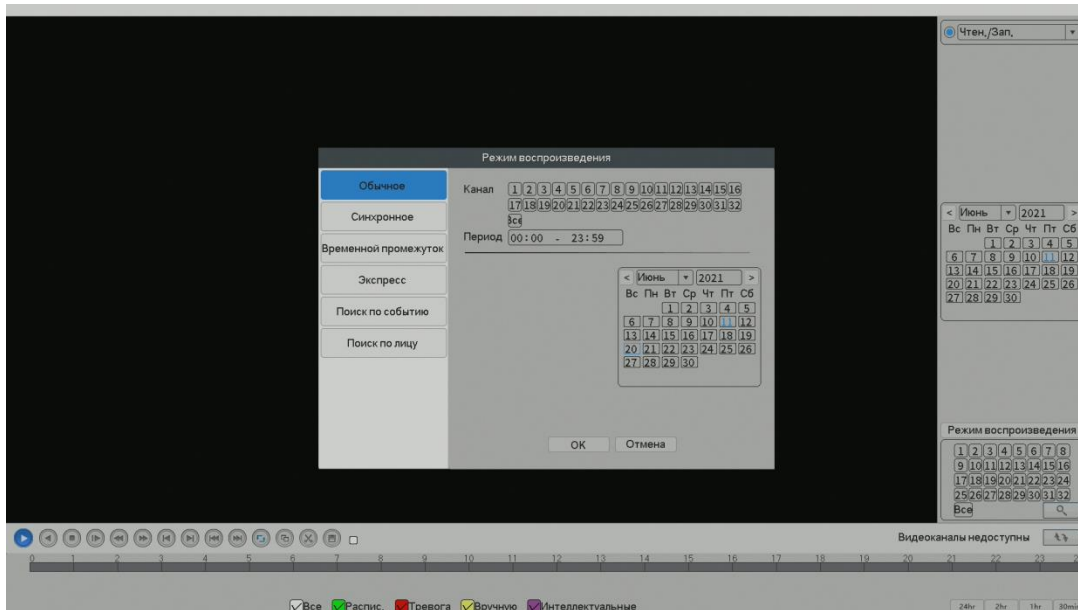 Чтен./Зап.
Режим воспроизведения
Обычное
Синхронное
Временной промежуток
Экспресс
Поиск по событию
Поиск по лицу
Канал 1 2 3 4 5 6 7 8 9 10 11 12 13 14 15 16
17 18 19 20 21 22 23 24 25 26 27 28 29 30 31 32
Все
Период 00:00 - 23:59
< Июнь 2021 >
Вс Пн Вт Ср Чт Пт Сб
1 2 3 4 5
6 7 8 9 10 11 12
13 14 15 16 17 18 19
20 21 22 23 24 25 26
27 28 29 30
OK Отмена
< Июнь 2021 >
Вс Пн Вт Ср Чт Пт Сб
1 2 3 4 5
6 7 8 9 10 11 12
13 14 15 16 17 18 19
20 21 22 23 24 25 26
27 28 29 30
Режим воспроизведения
1 2 3 4 5 6 7 8
9 10 11 12 13 14 15 16
17 18 19 20 21 22 23 24
25 26 27 28 29 30 31 32
Все
Видеоканалы недоступны
0 1 2 3 4 5 6 7 8 9 10 11 12 13 14 15 16 17 18 19 20 21 22 23 2
Все Распис. Тревога Вручную Интеллектуальные
24hr 2hr 1hr 30mi